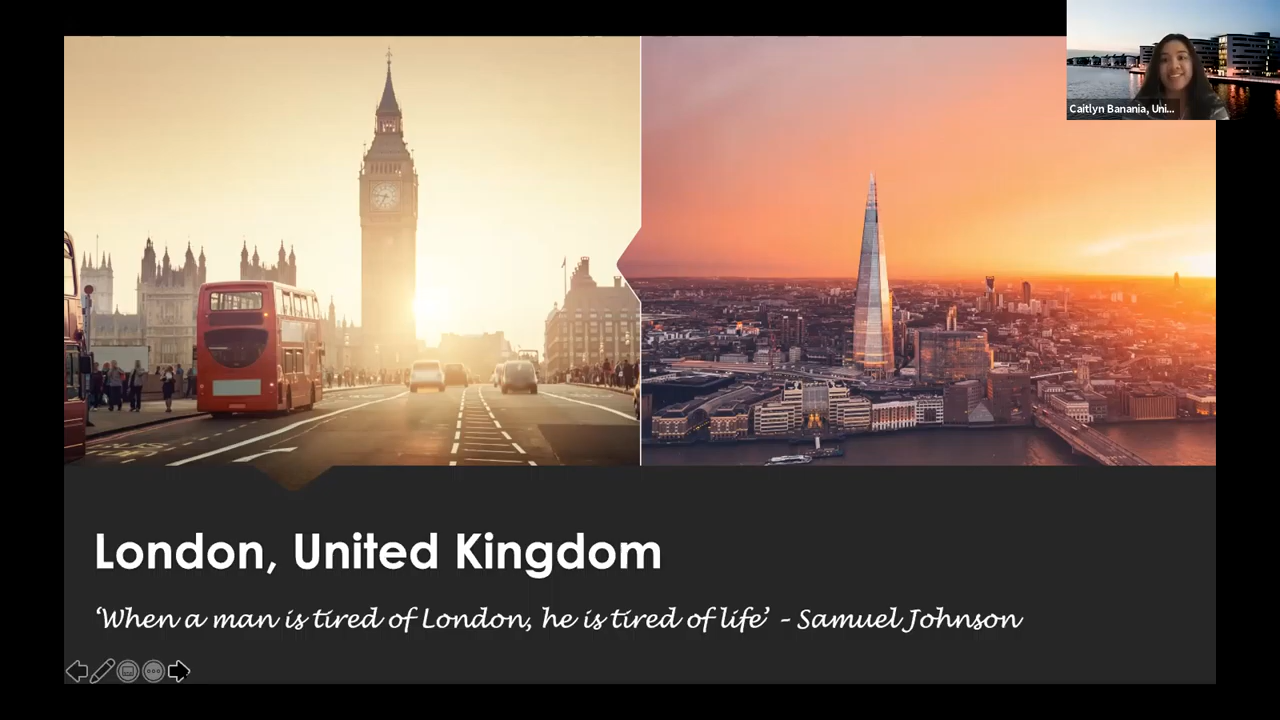 Caitlyn Banania, Uni...
London, United Kingdom
‘When a man is tired of London, he is tired of life’ – Samuel Johnson